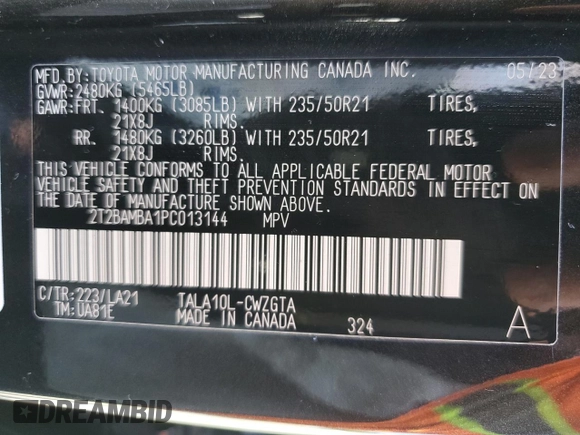 MFD.BY:TOYOTA MOTOR MANUFACTURING CANADA INC. 05/23
GVWR:2480KG (5465LB)
GAWR:FRT. 1400KG (3085LB) WITH 235/50R21 TIRES,
21X8J RIMS.
RR. 1480KG (3260LB) WITH 235/50R21 TIRES,
21X8J RIMS.
THIS VEHICLE CONFORMS TO ALL APPLICABLE FEDERAL MOTOR
VEHICLE SAFETY AND THEFT PREVENTION STANDARDS IN EFFECT ON
THE DATE OF MANUFACTURE SHOWN ABOVE.
2T2BAMBA1PC013144 MPV
C/TR:223/LA21 TALA10L-CWZGTA
TM:UA81E MADE IN CANADA 324 A
DREAMBID